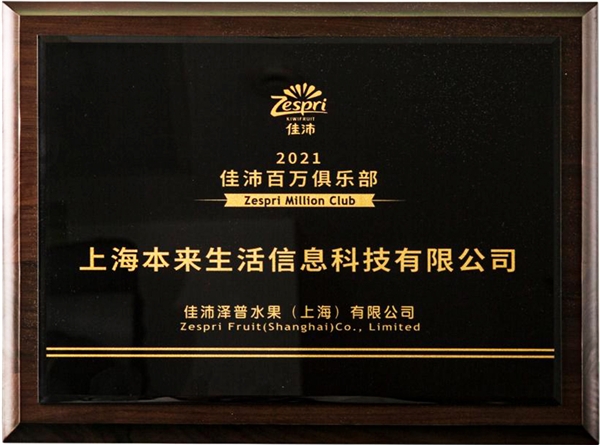 Zespri
KIWIFRUIT
佳沛
2021
佳沛百万俱乐部
Zespri Million Club
上海本来生活信息科技有限公司
佳沛泽普水果（上海）有限公司
Zespri Fruit(Shanghai)Co., Limited